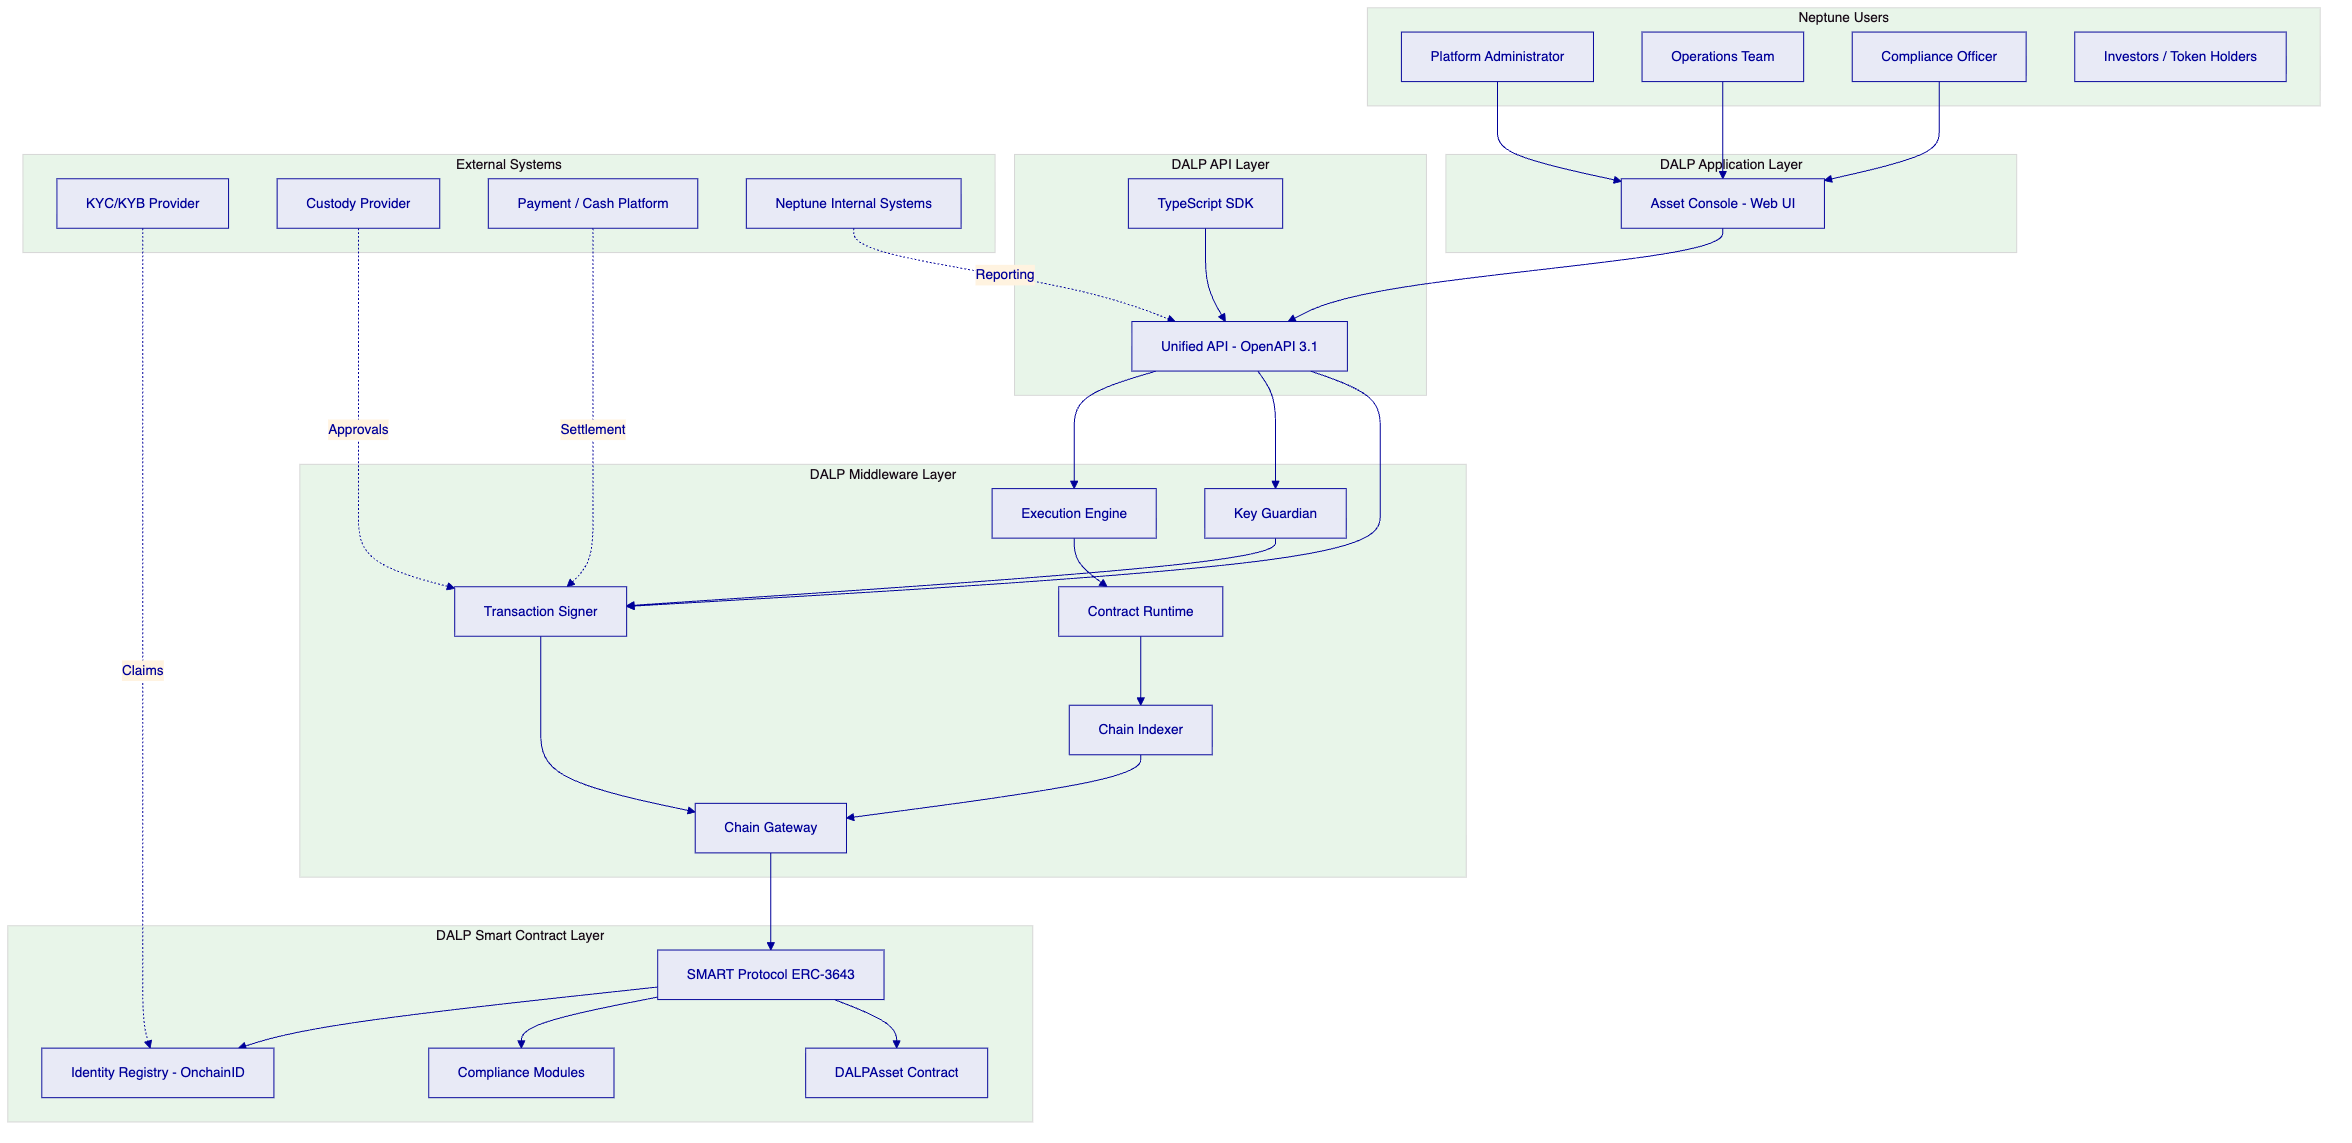 Neptune Users
Platform Administrator
Operations Team
Compliance Officer
Investors / Token Holders
External Systems
KYC/KYB Provider
Custody Provider
Payment / Cash Platform
Neptune Internal Systems
DALP API Layer
TypeScript SDK
DALP Application Layer
Asset Console - Web UI
Reporting
Unified API - OpenAPI 3.1
Approvals
Settlement
DALP Middleware Layer
Execution Engine
Key Guardian
Transaction Signer
Contract Runtime
Claims
Chain Indexer
Chain Gateway
DALP Smart Contract Layer
SMART Protocol ERC-3643
Identity Registry - OnchainID
Compliance Modules
DALPAsset Contract